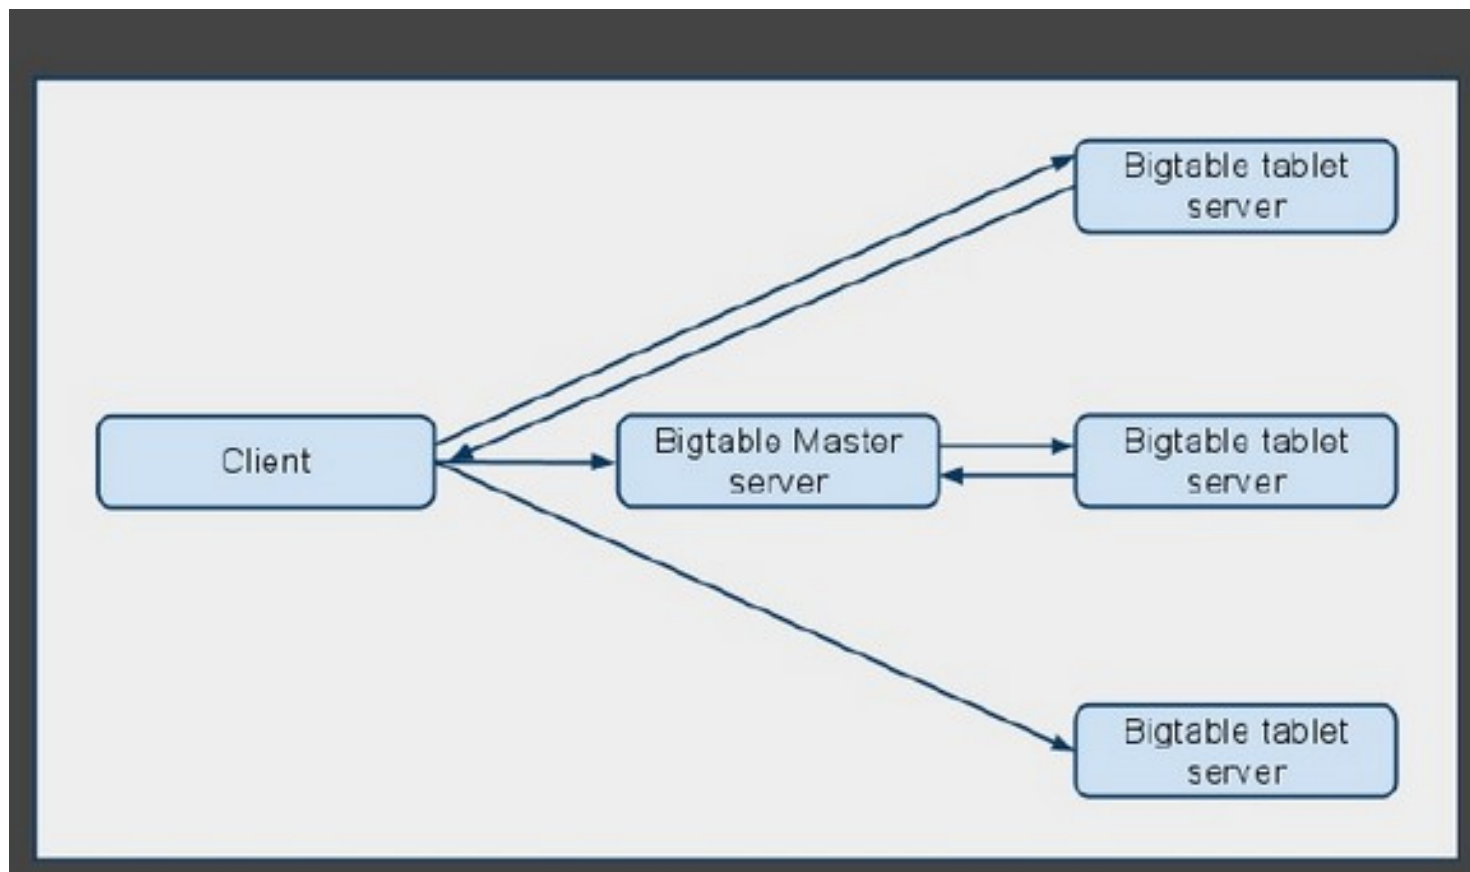 Bigtable tablet
server
Client
Bigtable Master
server
Bigtable tablet
server
Bigtable tablet
server